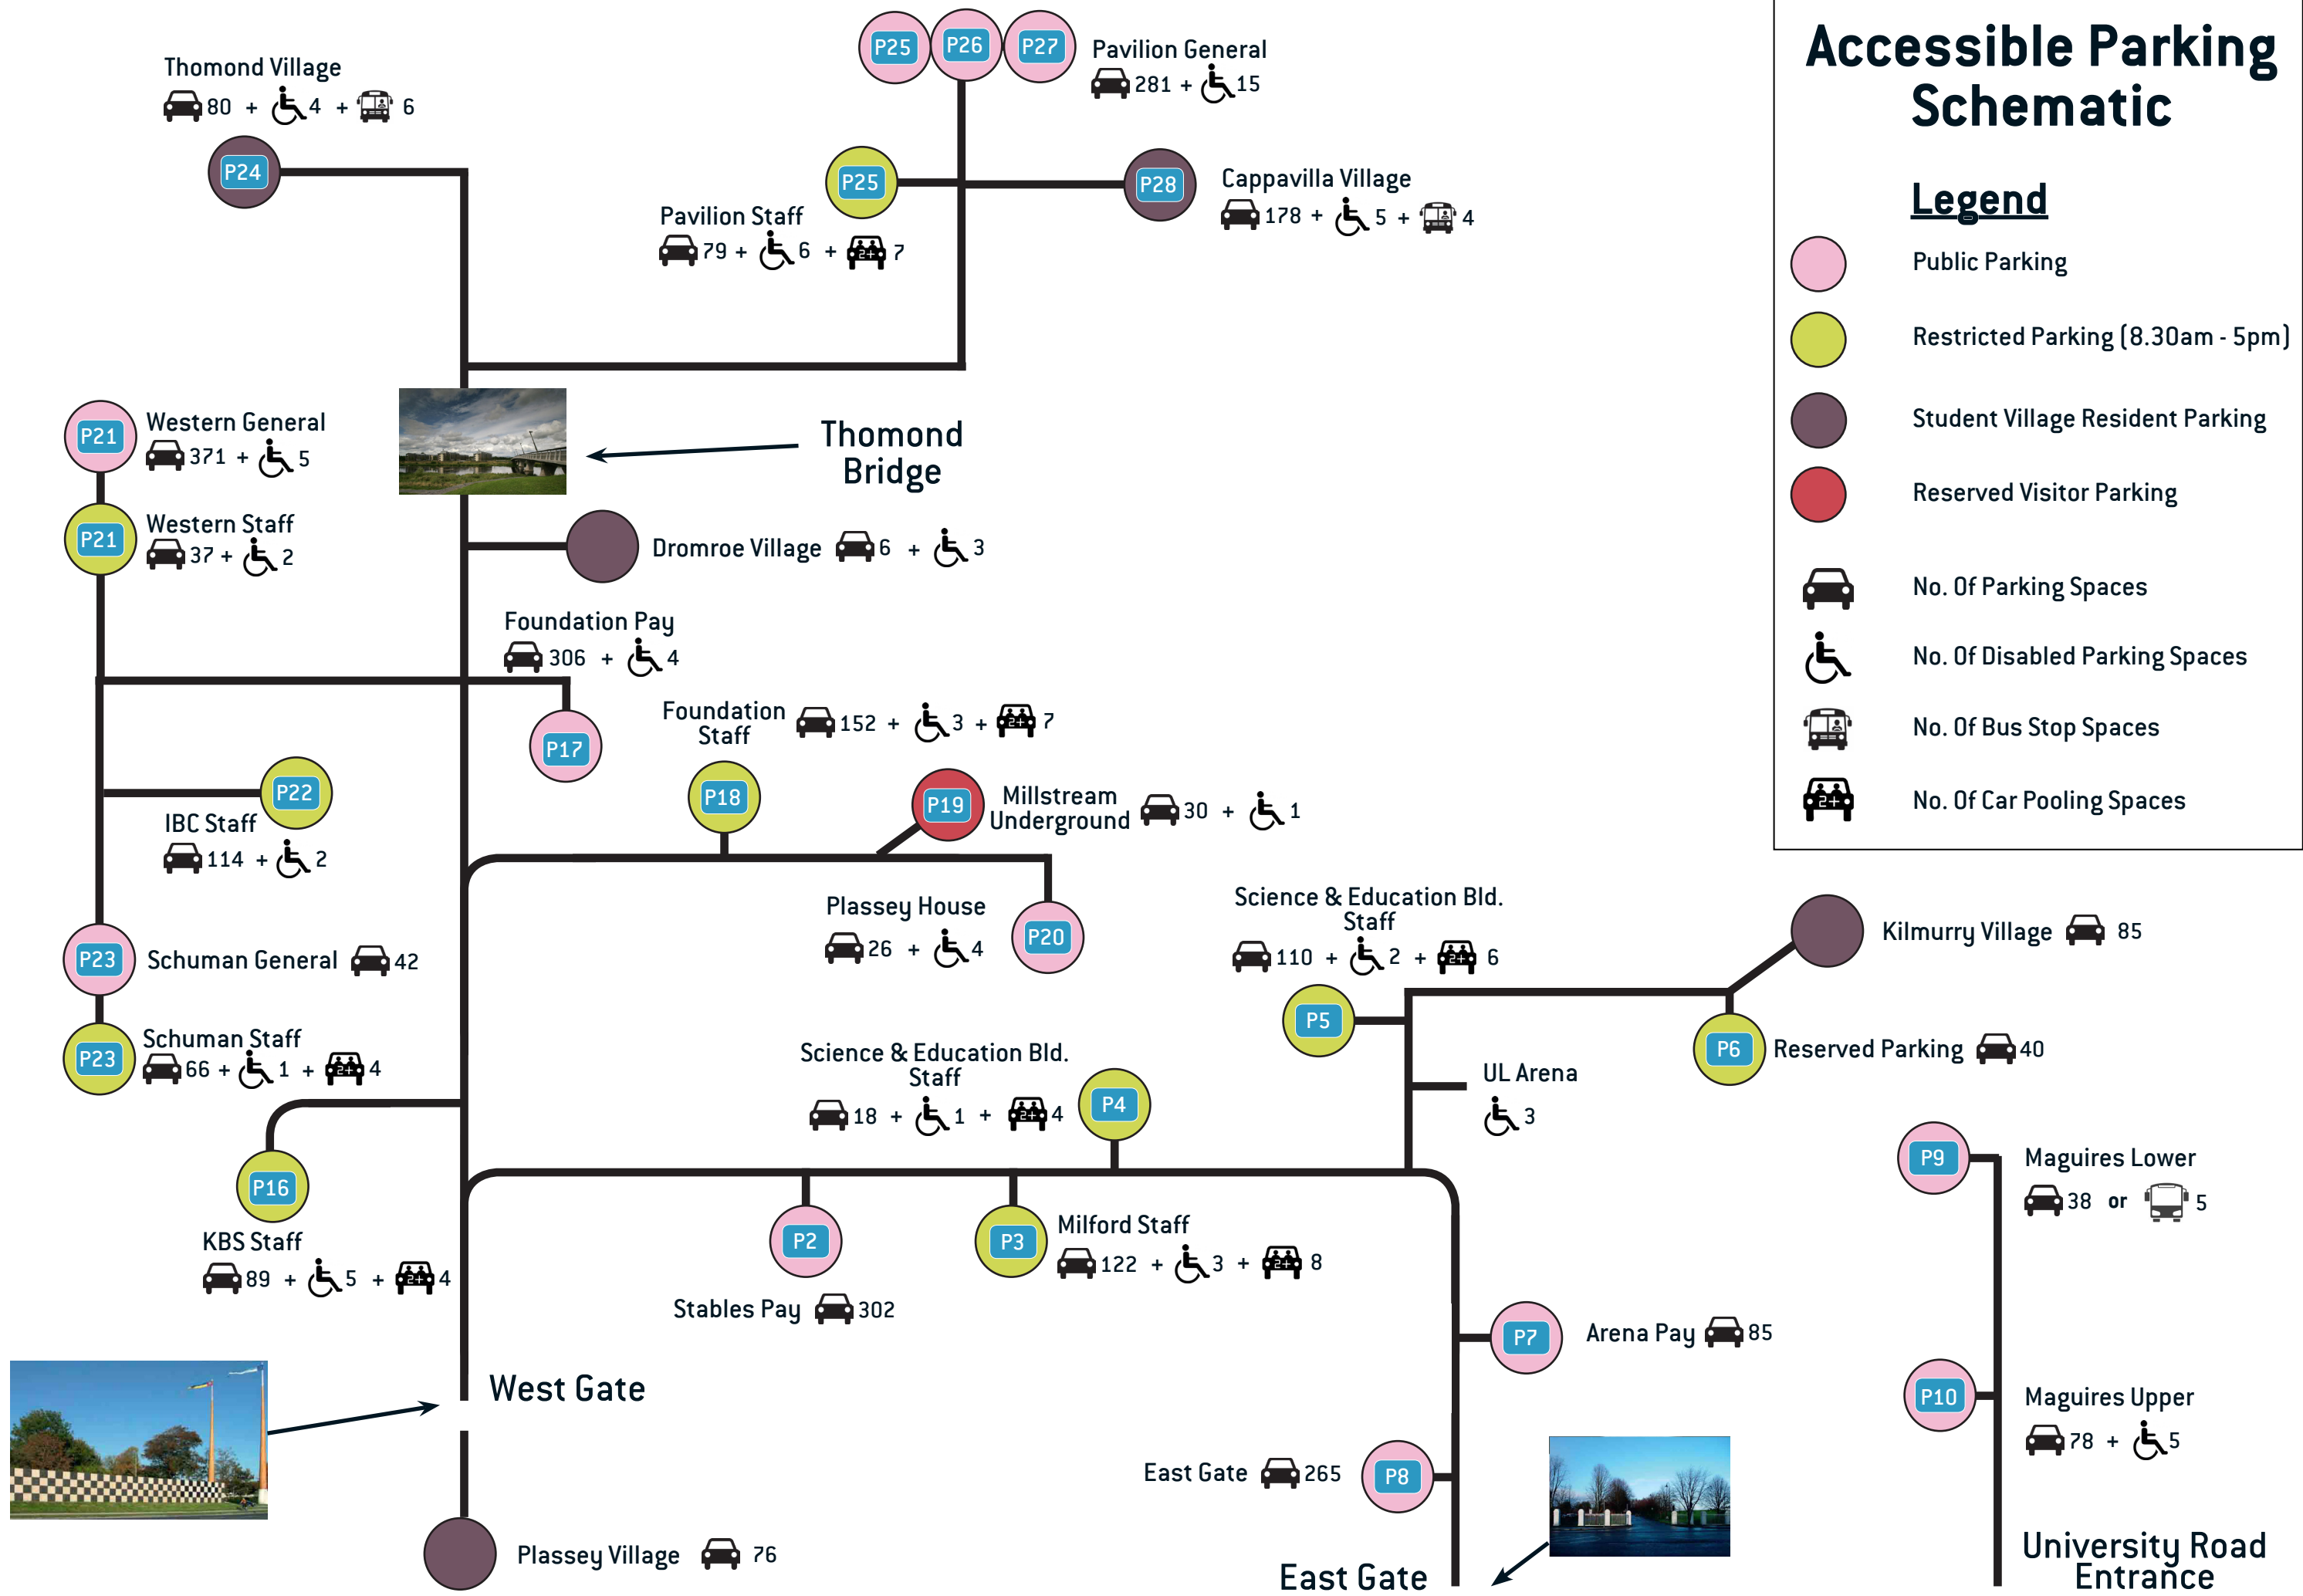 Accessible Parking
Schematic
Legend
Public Parking
Restricted Parking (8.30am - 5pm)
Student Village Resident Parking
Reserved Visitor Parking
No. Of Parking Spaces
No. Of Disabled Parking Spaces
No. Of Bus Stop Spaces
2+
No. Of Car Pooling Spaces
P25 P26 P27
Pavilion General
281 + 15
Thomond Village
80 + 4 + 6
P24
P25
Pavilion Staff
79 + 6 + 2+ 7
P28
Cappavilla Village
178 + 5 + 4
P21
Western General
371 + 5
Thomond
Bridge
P21
Western Staff
37 + 2
Dromroe Village 6 + 3
Foundation Pay
306 + 4
P17
Foundation
Staff
152 + 3 + 2+ 7
P18
P19
Millstream
Underground
30 + 1
P22
IBC Staff
114 + 2
Plassey House
26 + 4
P20
Science & Education Bld.
Staff
110 + 2 + 2+ 6
P5
Kilmurry Village 85
P6
Reserved Parking 40
P23
Schuman General 42
P23
Schuman Staff
66 + 1 + 2+ 4
Science & Education Bld.
Staff
18 + 1 + 2+ 4
P4
UL Arena
3
P16
KBS Staff
89 + 5 + 2+ 4
P2
Stables Pay 302
P3
Milford Staff
122 + 3 + 2+ 8
P9
Maguires Lower
38 or 5
P7
Arena Pay 85
West Gate
P10
Maguires Upper
78 + 5
East Gate 265
P8
Plassey Village 76
East Gate
University Road
Entrance